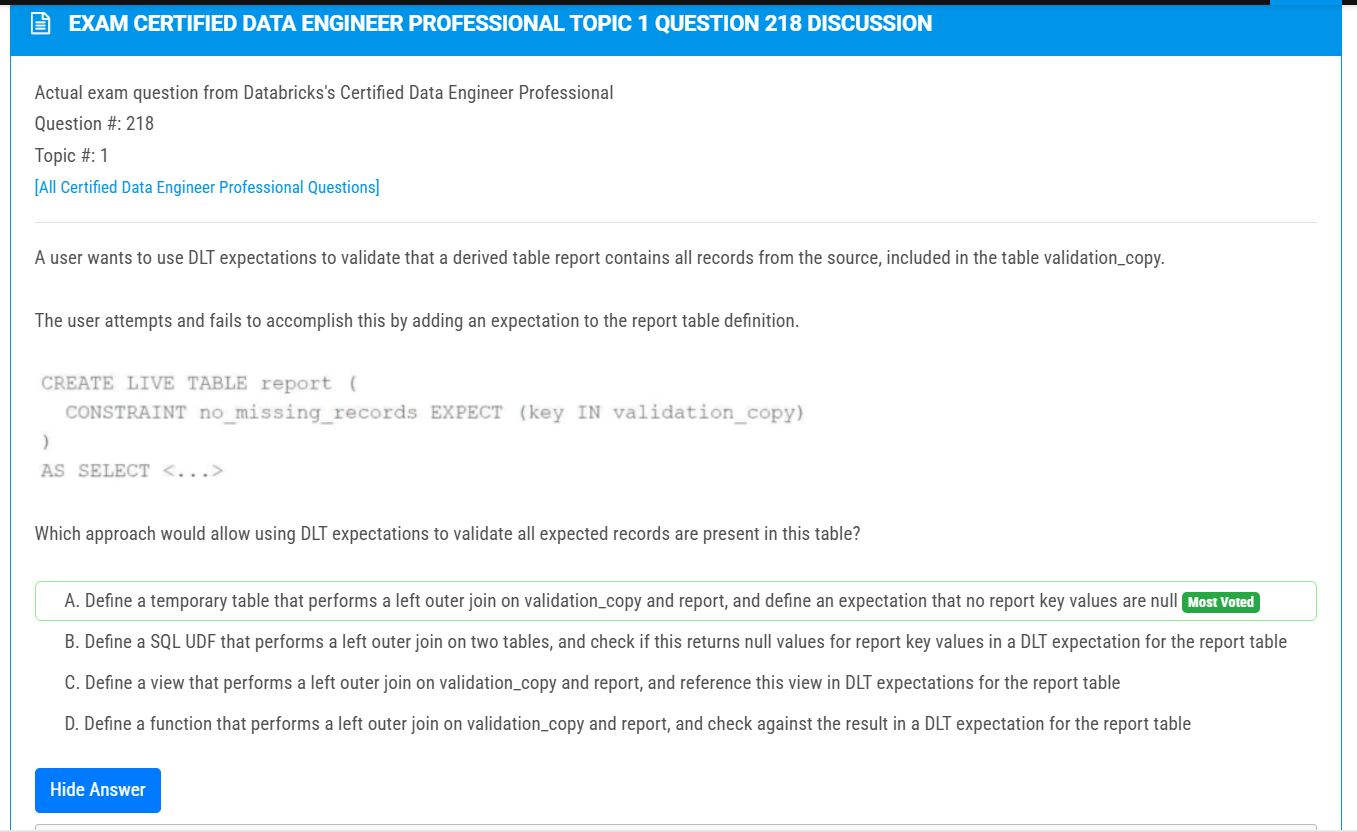 EXAM CERTIFIED DATA ENGINEER PROFESSIONAL TOPIC 1 QUESTION 218 DISCUSSION
Actual exam question from Databricks's Certified Data Engineer Professional
Question #: 218
Topic #: 1
[All Certified Data Engineer Professional Questions]
A user wants to use DLT expectations to validate that a derived table report contains all records from the source, included in the table validation_copy.
The user attempts and fails to accomplish this by adding an expectation to the report table definition.
CREATE LIVE TABLE report (
CONSTRAINT no_missing_records EXPECT (key IN validation_copy)
)
AS SELECT <...>
Which approach would allow using DLT expectations to validate all expected records are present in this table?
A. Define a temporary table that performs a left outer join on validation_copy and report, and define an expectation that no report key values are null Most Voted
B. Define a SQL UDF that performs a left outer join on two tables, and check if this returns null values for report key values in a DLT expectation for the report table
C. Define a view that performs a left outer join on validation_copy and report, and reference this view in DLT expectations for the report table
D. Define a function that performs a left outer join on validation_copy and report, and check against the result in a DLT expectation for the report table
Hide Answer